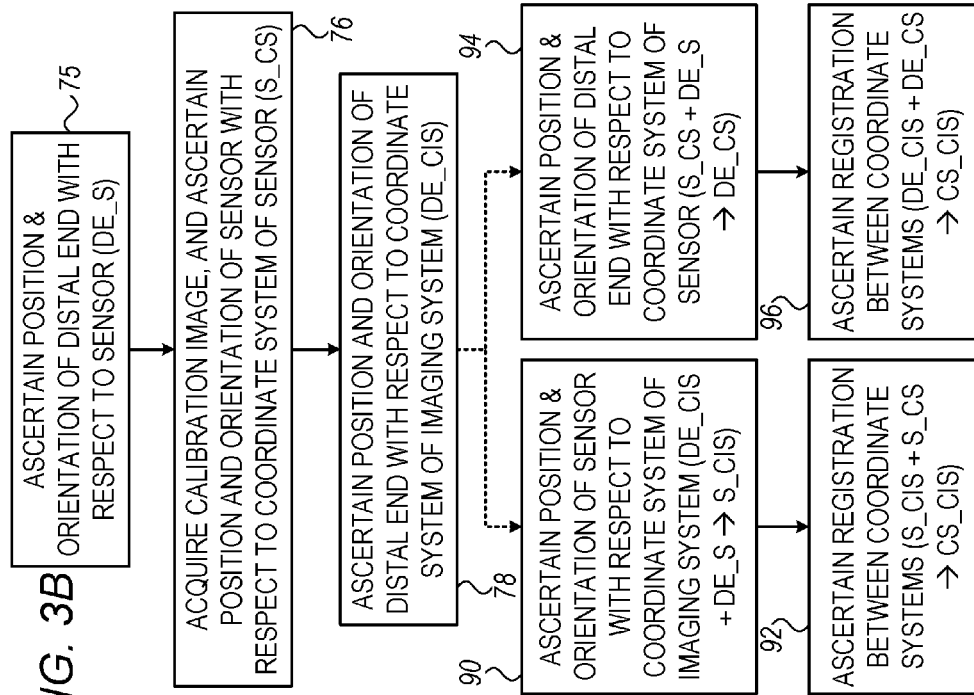 FIG. 3B
75
ASCERTAIN POSITION &
ORIENTATION OF DISTAL END WITH
RESPECT TO SENSOR (DE_S)
76
ACQUIRE CALIBRATION IMAGE, AND ASCERTAIN
POSITION AND ORIENTATION OF SENSOR WITH
RESPECT TO COORDINATE SYSTEM OF SENSOR (S_CS)
78
ASCERTAIN POSITION AND ORIENTATION OF
DISTAL END WITH RESPECT TO COORDINATE
SYSTEM OF IMAGING SYSTEM (DE_CIS)
90
ASCERTAIN POSITION &
ORIENTATION OF SENSOR
WITH RESPECT TO
COORDINATE SYSTEM OF
IMAGING SYSTEM (DE_CIS
+ DE_S → S_CIS)
92
ASCERTAIN REGISTRATION
BETWEEN COORDINATE
SYSTEMS (S_CIS + S_CS
→ CS_CIS)
94
ASCERTAIN POSITION &
ORIENTATION OF DISTAL
END WITH RESPECT TO
COORDINATE SYSTEM OF
SENSOR (S_CS + DE_S
→ DE_CS)
96
ASCERTAIN REGISTRATION
BETWEEN COORDINATE
SYSTEMS (DE_CIS + DE_CS
→ CS_CIS)